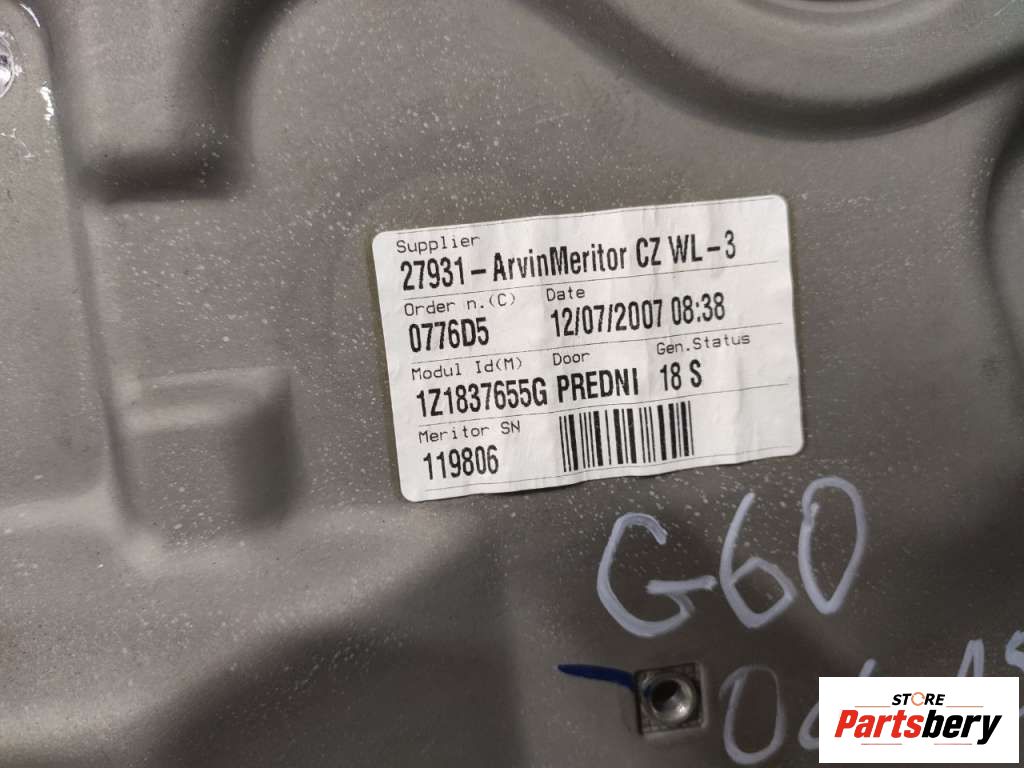 Supplier
27931-ArvinMeritor CZ WL-3
Order n.(C) Date
0776D5 12/07/2007 08:38
Modul Id(M) Door Gen.Status
1Z1837655G PREDNI 18 S
Meritor SN
119806
G60
STORE
Partsbery